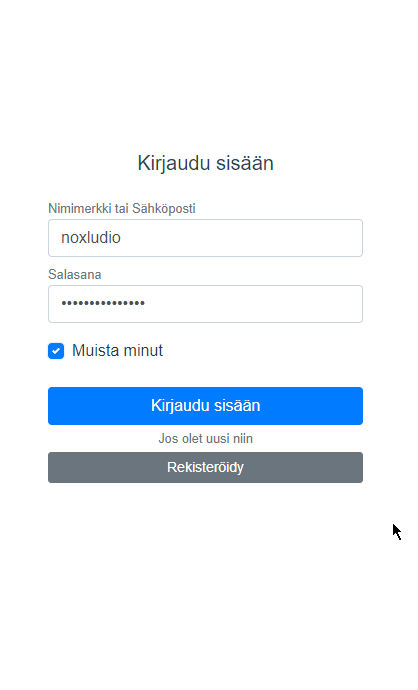 Kirjaudu sisään
Nimimerkki tai Sähköposti
noxludio
Salasana
•••••••••••••••
Muista minut
Kirjaudu sisään
Jos olet uusi niin
Rekisteröidy